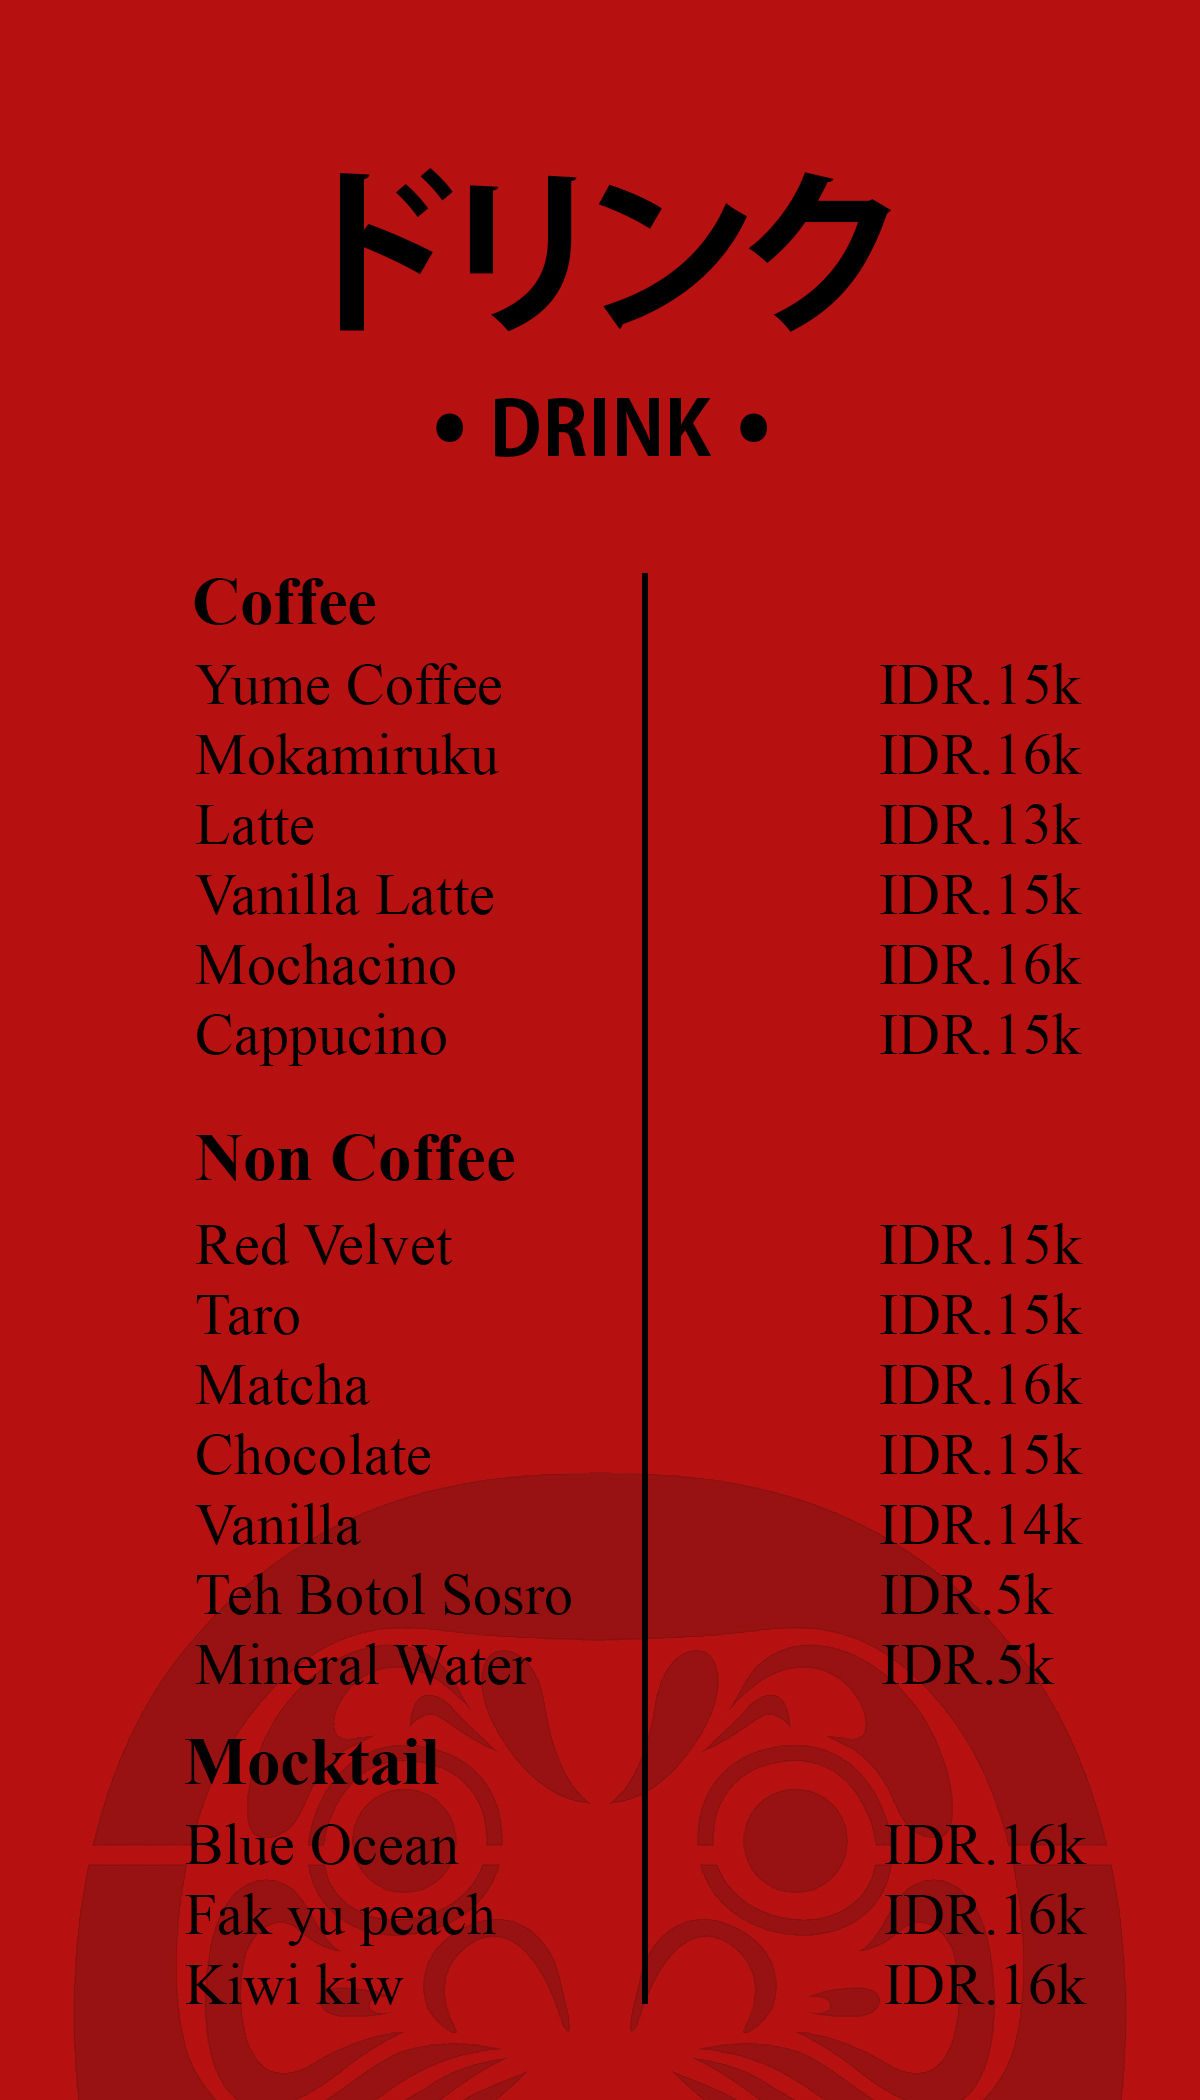 ドリンク
• DRINK •
Coffee
Yume Coffee IDR.15k
Mokamiruku IDR.16k
Latte IDR.13k
Vanilla Latte IDR.15k
Mochacino IDR.16k
Cappucino IDR.15k
Non Coffee
Red Velvet IDR.15k
Taro IDR.15k
Matcha IDR.16k
Chocolate IDR.15k
Vanilla IDR.14k
Teh Botol Sosro IDR.5k
Mineral Water IDR.5k
Mocktail
Blue Ocean IDR.16k
Fak yu peach IDR.16k
Kiwi kiw IDR.16k